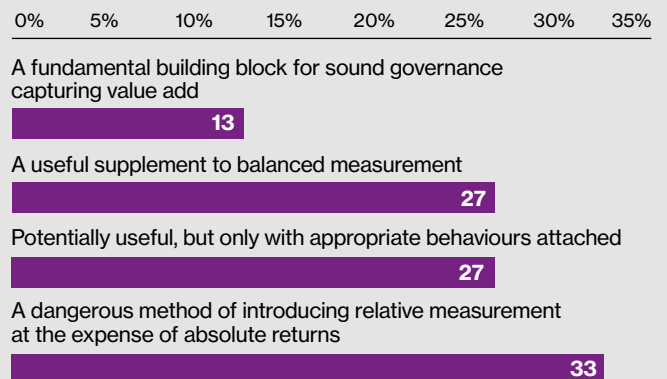 0% 5% 10% 15% 20% 25% 30% 35%
A fundamental building block for sound governance
capturing value add
13
A useful supplement to balanced measurement
27
Potentially useful, but only with appropriate behaviours attached
27
A dangerous method of introducing relative measurement
at the expense of absolute returns
33